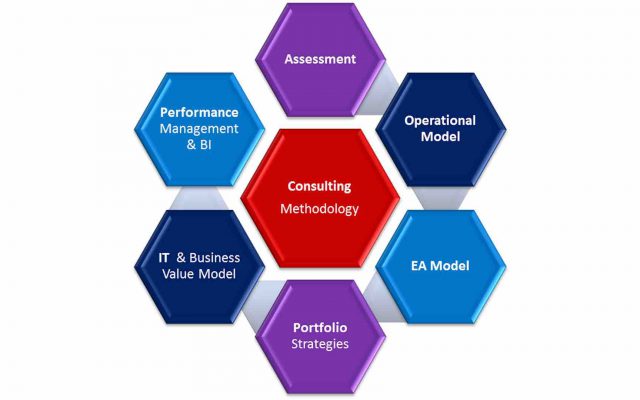 Assessment
Operational
Model
EA Model
Portfolio
Strategies
IT & Business
Value Model
Performance
Management
& BI
Consulting
Methodology